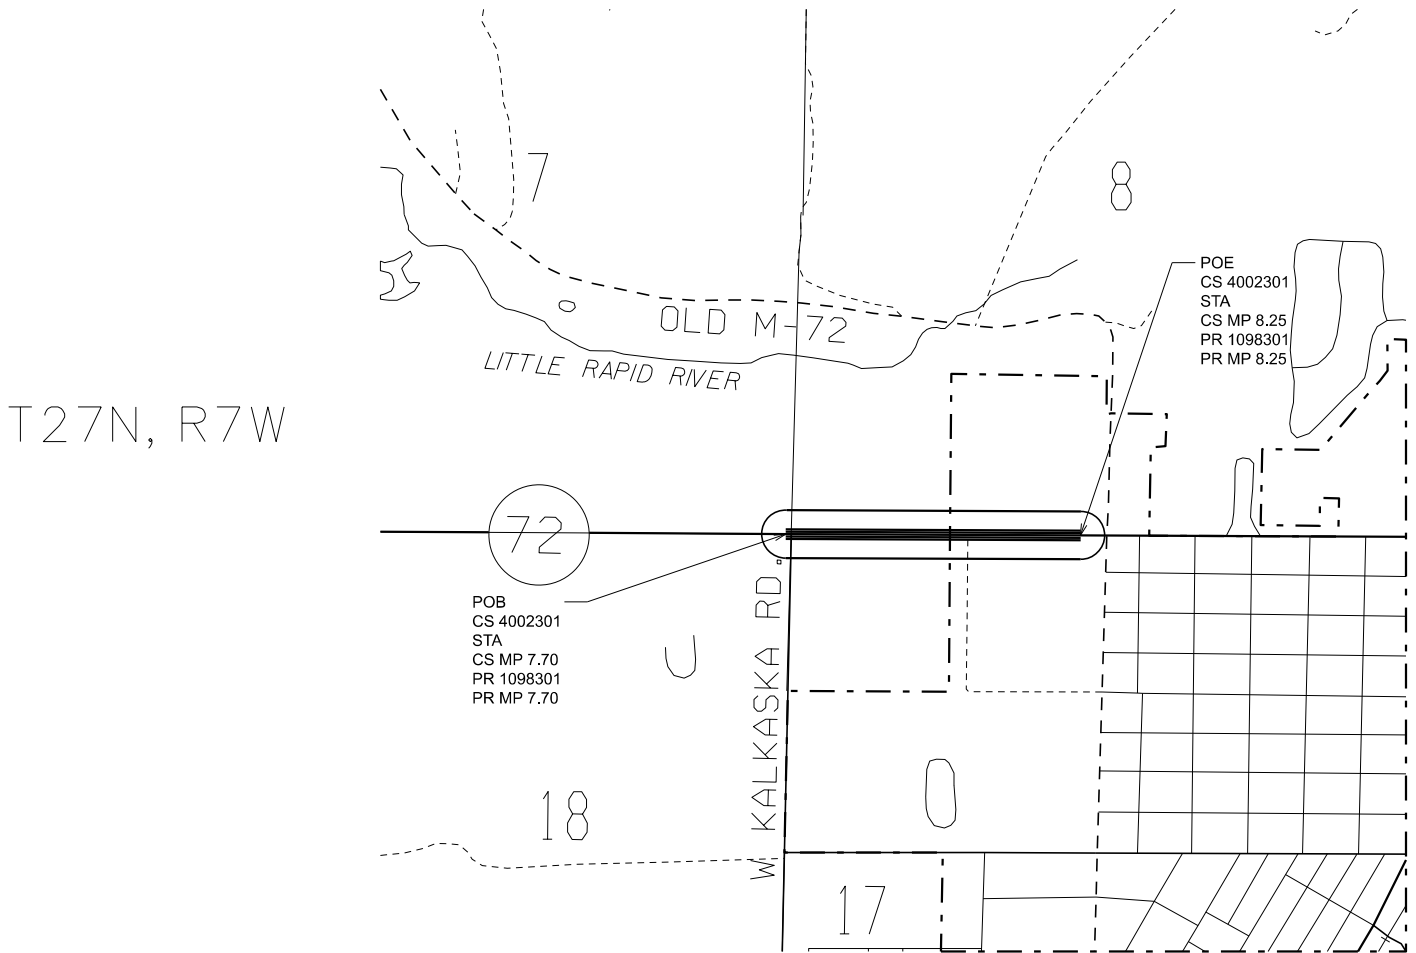 7
8
POE
CS 4002301
STA
CS MP 8.25
PR 1098301
PR MP 8.25
OLD M-72
LITTLE RAPID RIVER
T27N, R7W
72
POB
CS 4002301
STA
CS MP 7.70
PR 1098301
PR MP 7.70
W KALKASKA RD.
18
17